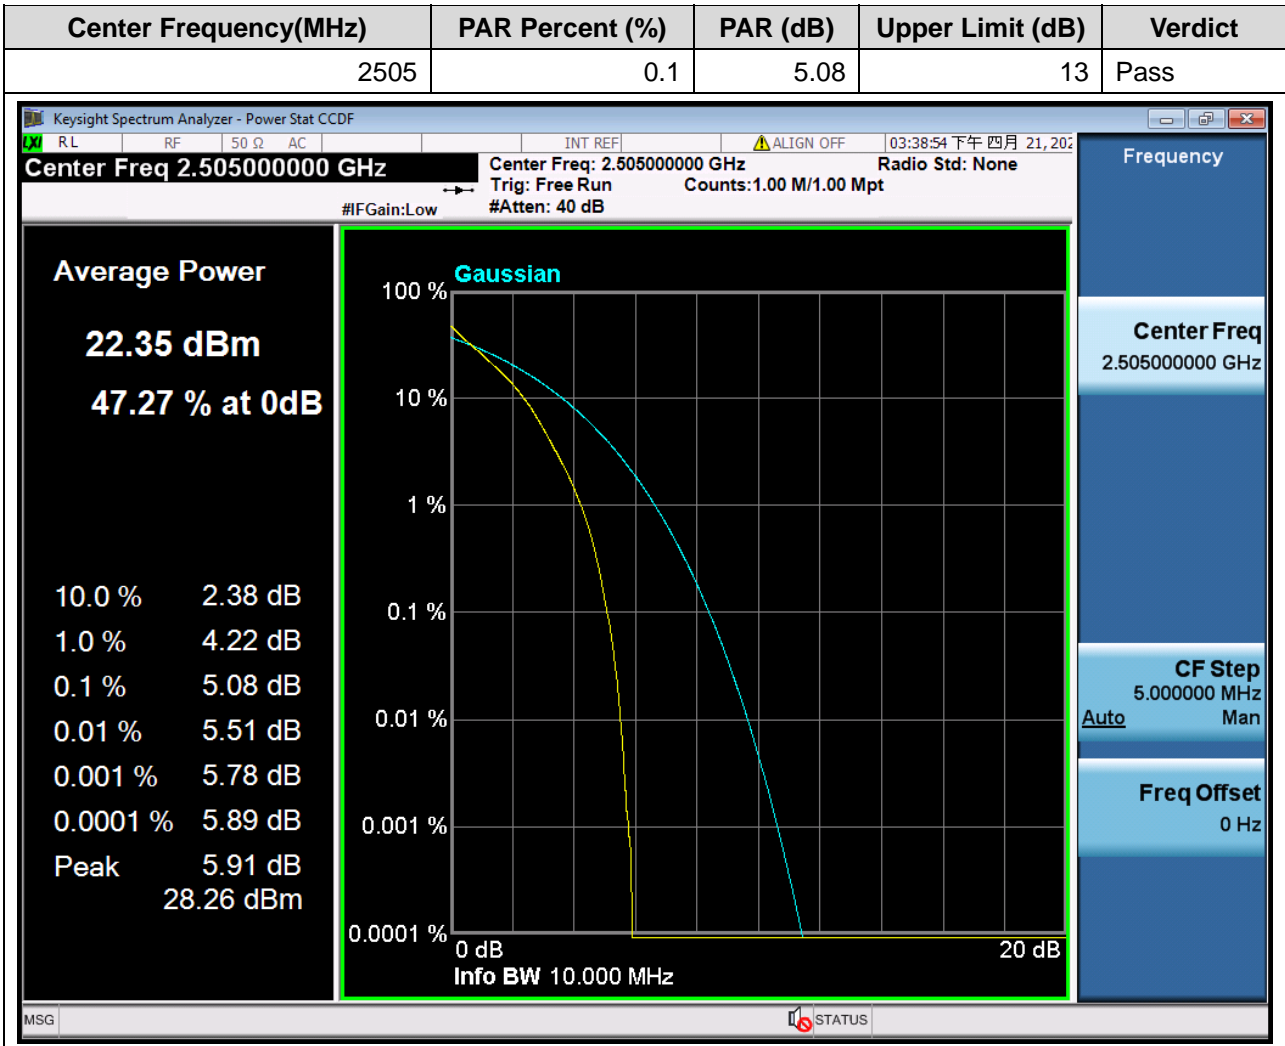 Center Frequency(MHz) PAR Percent (%) PAR (dB) Upper Limit (dB) Verdict
2505 0.1 5.08 13 Pass
Keysight Spectrum Analyzer - Power Stat CCDF
LXI RL RF 50 Ω AC INT REF ALIGN OFF 03:38:54 下午 四月 21, 202
Center Freq 2.505000000 GHz
Center Freq: 2.505000000 GHz Radio Std: None
Trig: Free Run Counts:1.00 M/1.00 Mpt
#IFGain:Low #Atten: 40 dB
Average Power
22.35 dBm
47.27 % at 0dB
10.0 % 2.38 dB
1.0 % 4.22 dB
0.1 % 5.08 dB
0.01 % 5.51 dB
0.001 % 5.78 dB
0.0001 % 5.89 dB
Peak 5.91 dB
28.26 dBm
Gaussian
100 %
10 %
1 %
0.1 %
0.01 %
0.001 %
0.0001 %
0 dB 20 dB
Info BW 10.000 MHz
Frequency
Center Freq
2.505000000 GHz
CF Step
5.000000 MHz
Auto Man
Freq Offset
0 Hz
MSG STATUS